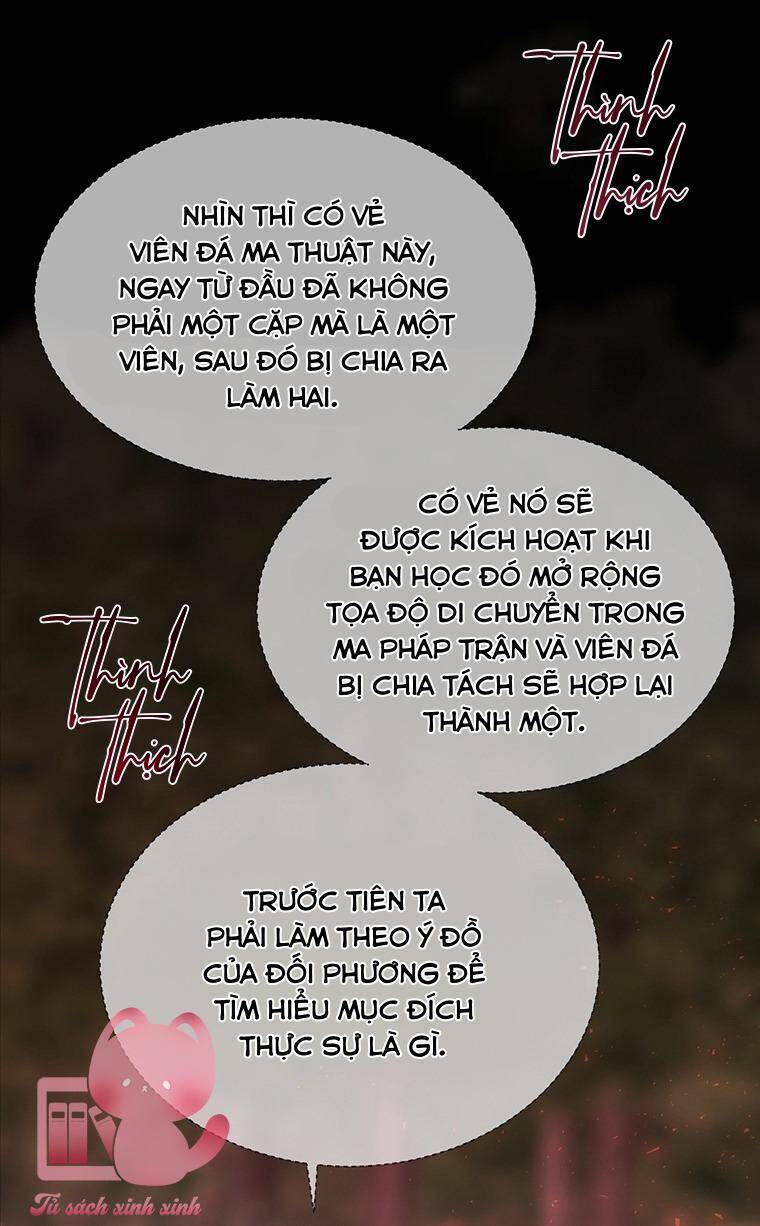 Thình
thịch
NHÌN THÌ CÓ VẺ
VIÊN ĐÁ MA THUẬT NÀY,
NGAY TỪ ĐẦU ĐÃ KHÔNG
PHẢI MỘT CẶP MÀ LÀ MỘT
VIÊN, SAU ĐÓ BỊ CHIA RA
LÀM HAI.
CÓ VẺ NÓ SẼ
ĐƯỢC KÍCH HOẠT KHI
BẠN HỌC ĐÓ MỞ RỘNG
TỌA ĐỘ DI CHUYỂN TRONG
MA PHÁP TRẬN VÀ VIÊN ĐÁ
BỊ CHIA TÁCH SẼ HỢP LẠI
THÀNH MỘT.
Thình
thịch
TRƯỚC TIÊN TA
PHẢI LÀM THEO Ý ĐỒ
CỦA ĐỐI PHƯƠNG ĐỂ
TÌM HIỂU MỤC ĐÍCH
THỰC SỰ LÀ GÌ.
Tủ sách xinh xinh